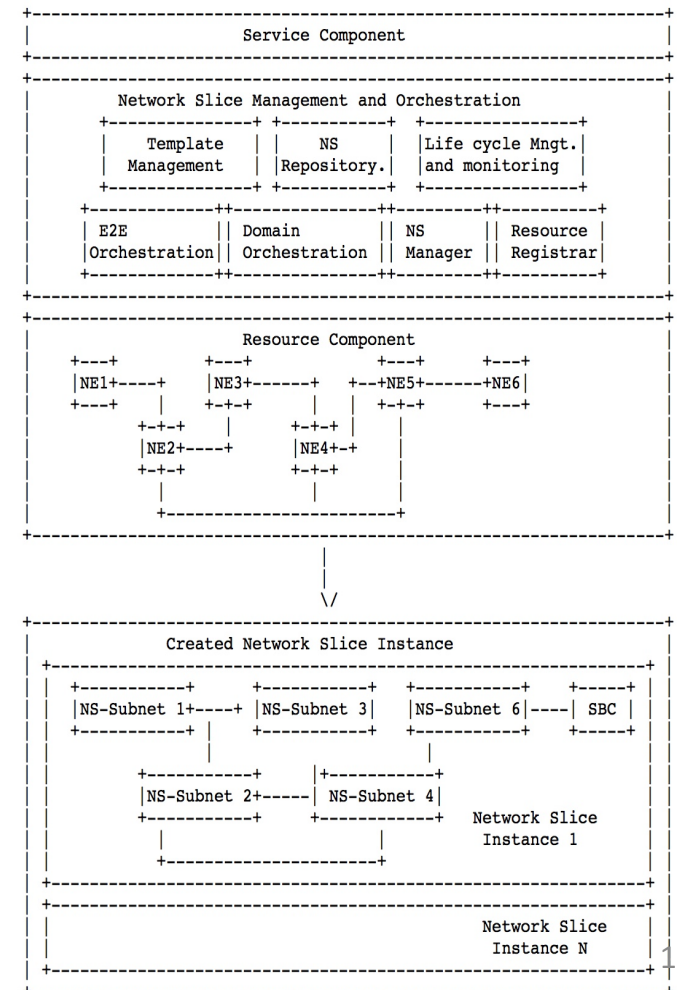 Service Component
Network Slice Management and Orchestration
Template NS Life cycle Mngt.
Management Repository. and monitoring
E2E Domain NS Resource
Orchestration Orchestration Manager Registrar
Resource Component
NE1 NE3 NE5 NE6
NE2 NE4
Created Network Slice Instance
NS-Subnet 1 NS-Subnet 3 NS-Subnet 6 SBC
NS-Subnet 2 NS-Subnet 4
Network Slice
Instance 1
Network Slice
Instance N
1